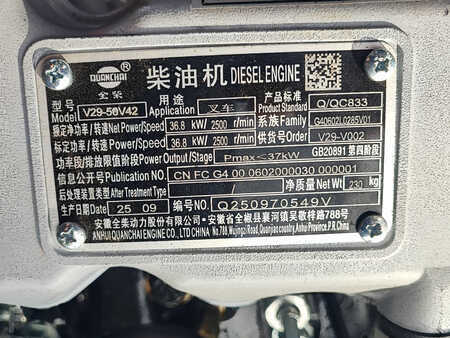 QUANCHAI
全柴
柴油机 DIESEL ENGINE
型号 Model V29-50V42 用途 Application 叉车 产品标准 Product Standard Q/QC833
额定净功率/转速 Net Power/Speed 36.8 kW/ 2500 r/min 系族 Family G40602L0285V01
最大净功率/转速 Net Power/Speed 36.8 kW/ 2500 r/min 供货号 Order V29-V002
功率段/排放限值阶段 Power/Output/Stage Pmax<37kW GB20891 第四阶段
信息公开号 Publication No. CN FC G4 00 0602000030 000001
后处理装置类型 After Treatment Type / 净质量 Net Wt 230 kg
生产日期 Date 25 09 No. Q250970549V
安徽全柴动力股份有限公司/安徽省全椒县襄河镇吴敬梓路788号
ANHUI QUANCHAI ENGINE CO., LTD CHINA/ No.788, Wujingzi Road, Quanjiao country, Anhui Province, P.R. China